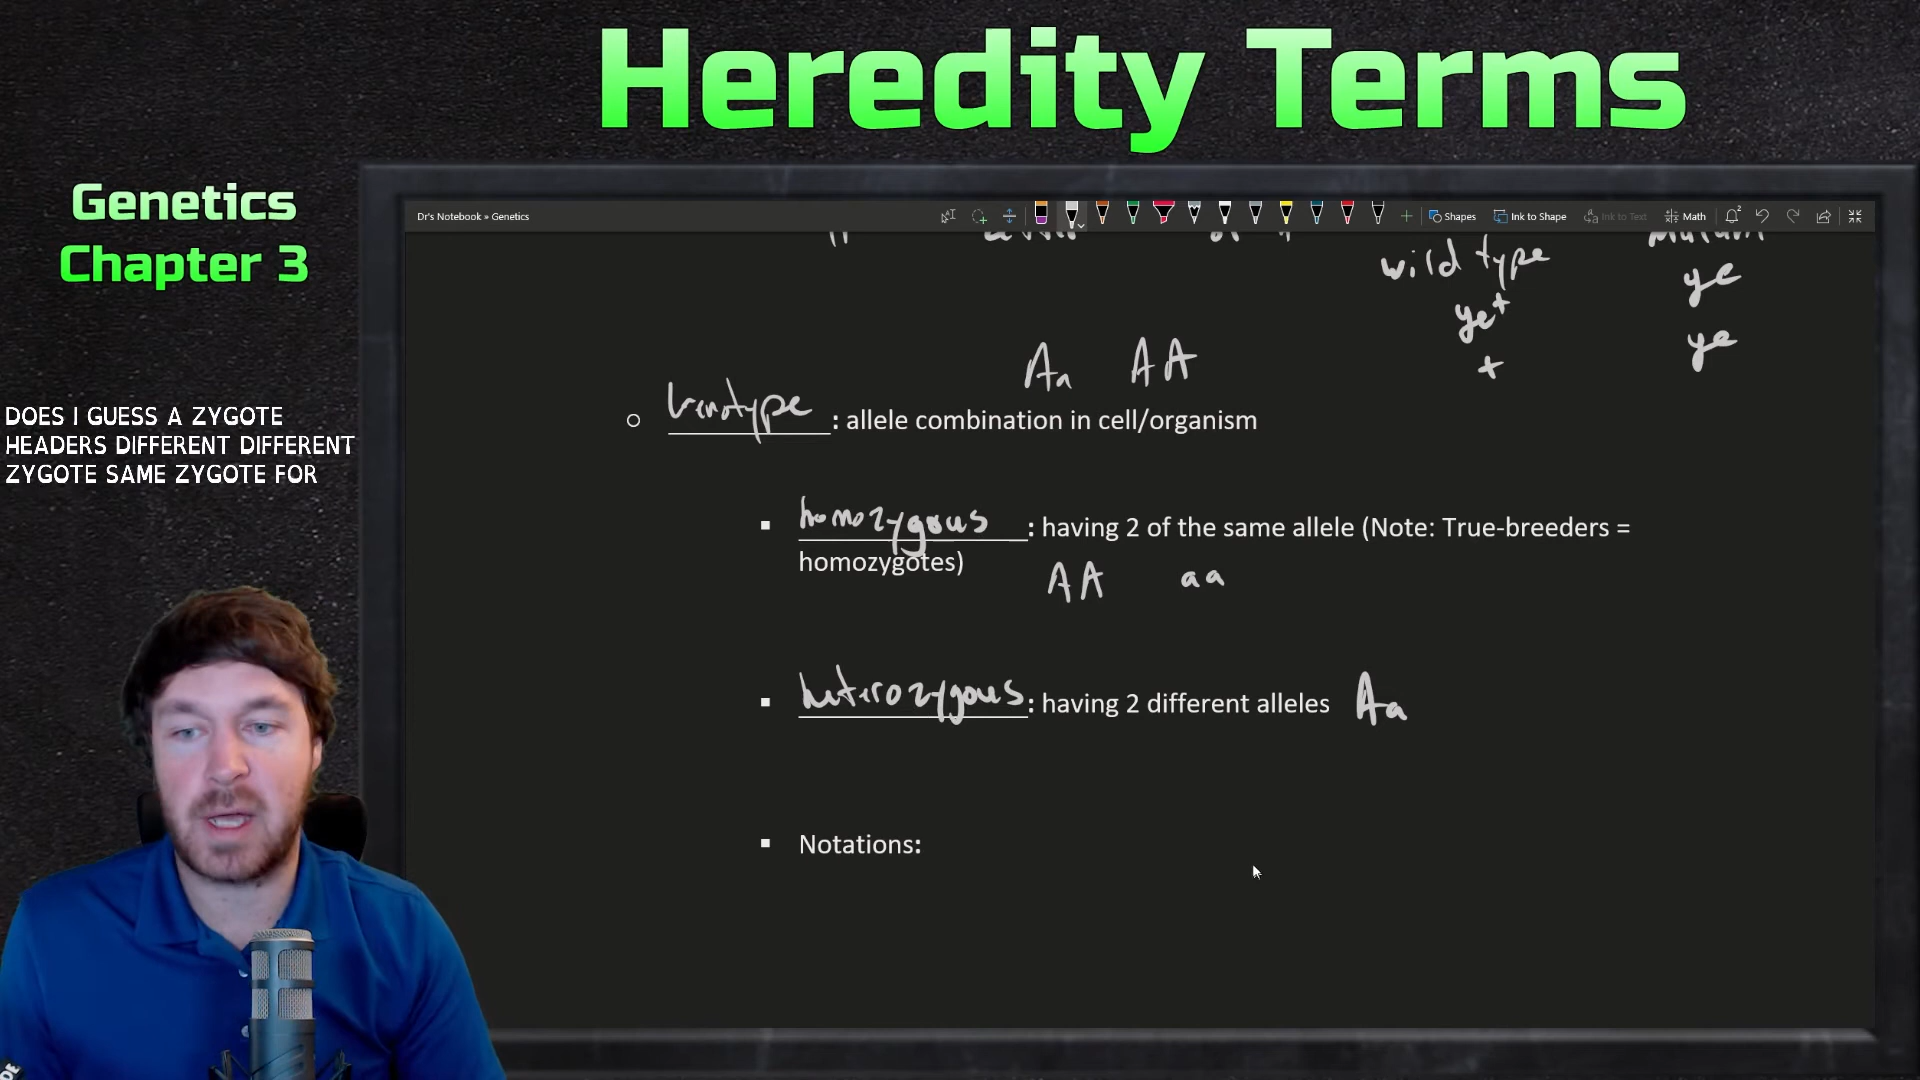 Heredity Terms
Genetics
Chapter 3
Dr's Notebook » Genetics
Shapes
Ink to Shape
Ink to Text
Math
wild type
ye
ye+
ye
+
Aa AA
Genotype : allele combination in cell/organism
DOES I GUESS A ZYGOTE
HEADERS DIFFERENT DIFFERENT
ZYGOTE SAME ZYGOTE FOR
homozygous : having 2 of the same allele (Note: True-breeders =
homozygotes)
AA aa
heterozygous : having 2 different alleles Aa
Notations: